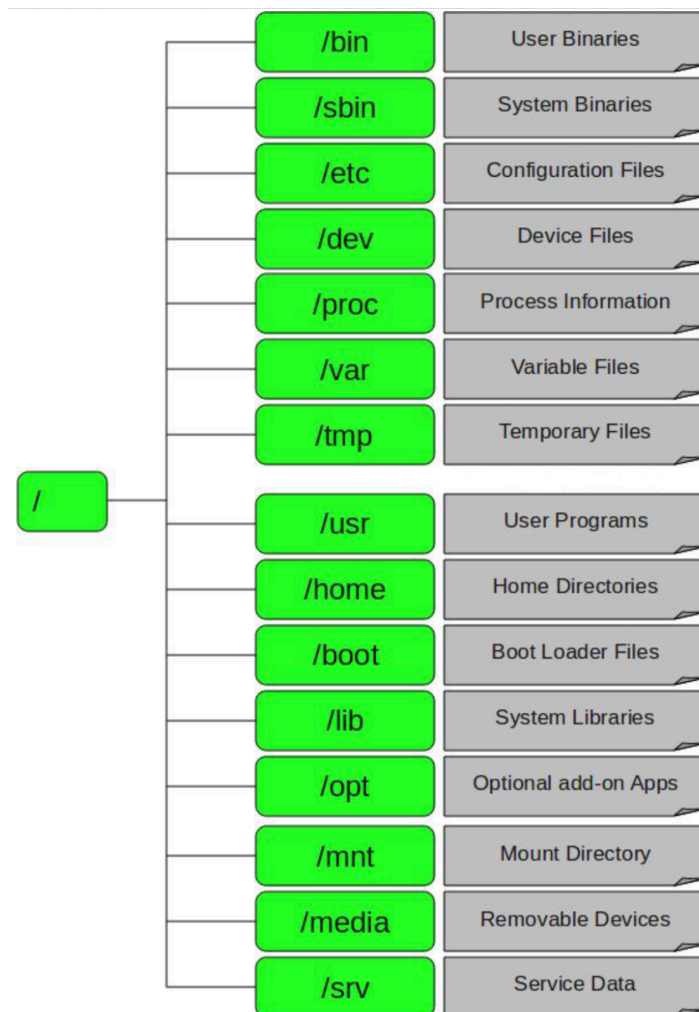 /bin User Binaries
/sbin System Binaries
/etc Configuration Files
/dev Device Files
/proc Process Information
/var Variable Files
/tmp Temporary Files
/
/usr User Programs
/home Home Directories
/boot Boot Loader Files
/lib System Libraries
/opt Optional add-on Apps
/mnt Mount Directory
/media Removable Devices
/srv Service Data